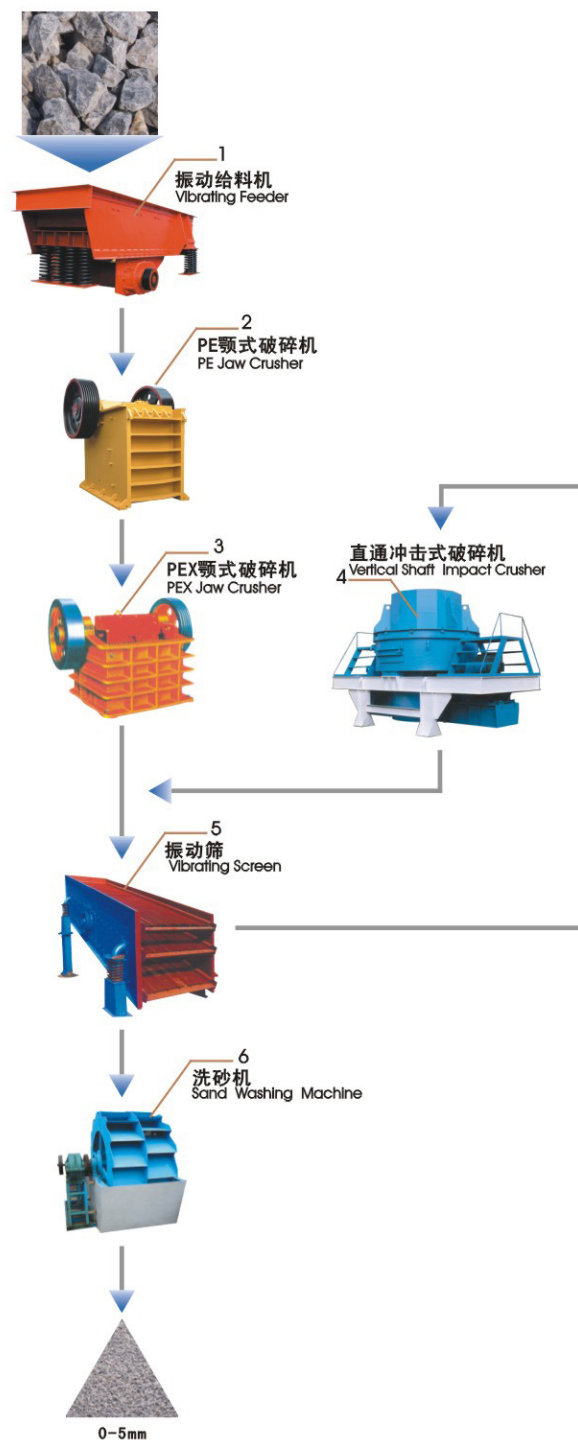 1
振动给料机
Vibrating Feeder
2
PE颚式破碎机
PE Jaw Crusher
3
PEX颚式破碎机
PEX Jaw Crusher
直通冲击式破碎机
Vertical Shaft Impact Crusher
4
5
振动筛
Vibrating Screen
6
洗砂机
Sand Washing Machine
0-5mm